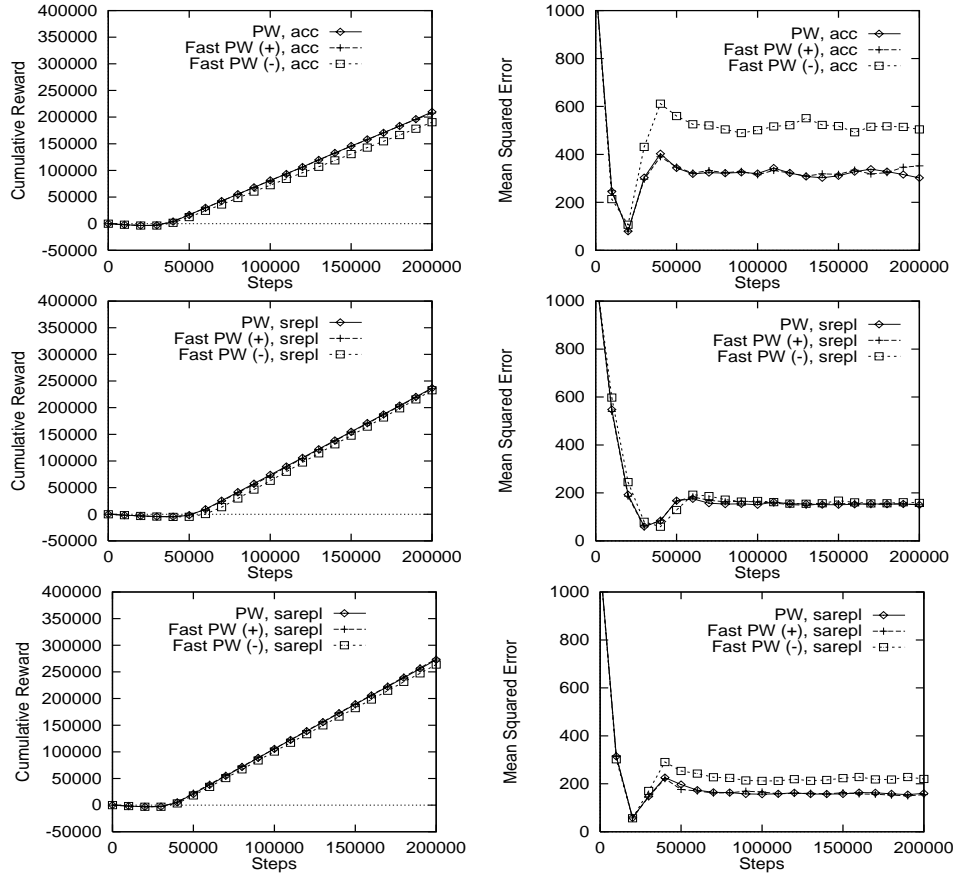 Cumulative Reward
400000
350000
300000
250000
200000
150000
100000
50000
0
-50000
PW, acc
Fast PW (+), acc
Fast PW (-), acc
0 50000 100000 150000 200000
Steps
Mean Squared Error
1000
800
600
400
200
0
PW, acc
Fast PW (+), acc
Fast PW (-), acc
0 50000 100000 150000 200000
Steps
Cumulative Reward
400000
350000
300000
250000
200000
150000
100000
50000
0
-50000
PW, srepl
Fast PW (+), srepl
Fast PW (-), srepl
0 50000 100000 150000 200000
Steps
Mean Squared Error
1000
800
600
400
200
0
PW, srepl
Fast PW (+), srepl
Fast PW (-), srepl
0 50000 100000 150000 200000
Steps
Cumulative Reward
400000
350000
300000
250000
200000
150000
100000
50000
0
-50000
PW, sarepl
Fast PW (+), sarepl
Fast PW (-), sarepl
0 50000 100000 150000 200000
Steps
Mean Squared Error
1000
800
600
400
200
0
PW, sarepl
Fast PW (+), sarepl
Fast PW (-), sarepl
0 50000 100000 150000 200000
Steps